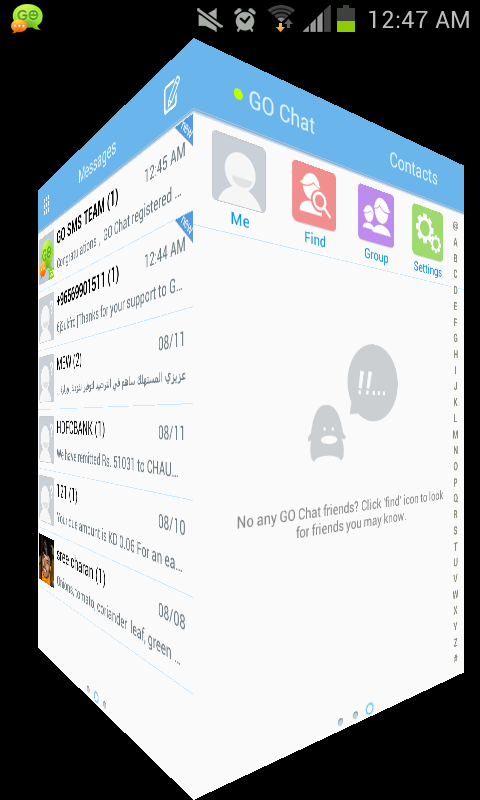 12:47 AM
Messages
new
GO SMS TEAM (1)
12:45 AM
Congratulations , GO Chat registered ...
new
+96569901511 (1)
12:44 AM
[Thanks for your support to G...
MEW (2)
08/11
عزيزي المستهلك ساهم في الترشيد
HDFCBANK (1)
08/11
We have remitted Rs. 51031 to CHAU...
121 (1)
08/10
Your due amount is KD 0.06 For an ea...
sree charan (1)
08/08
Onions, tomato, coriander leaf, green ...
GO Chat
Contacts
Me
Find
Group
Settings
@
A
B
C
D
E
F
G
H
I
J
K
L
M
N
O
P
Q
R
S
T
U
V
W
X
Y
Z
#
!!...
No any GO Chat friends? Click 'find' icon to look
for friends you may know.